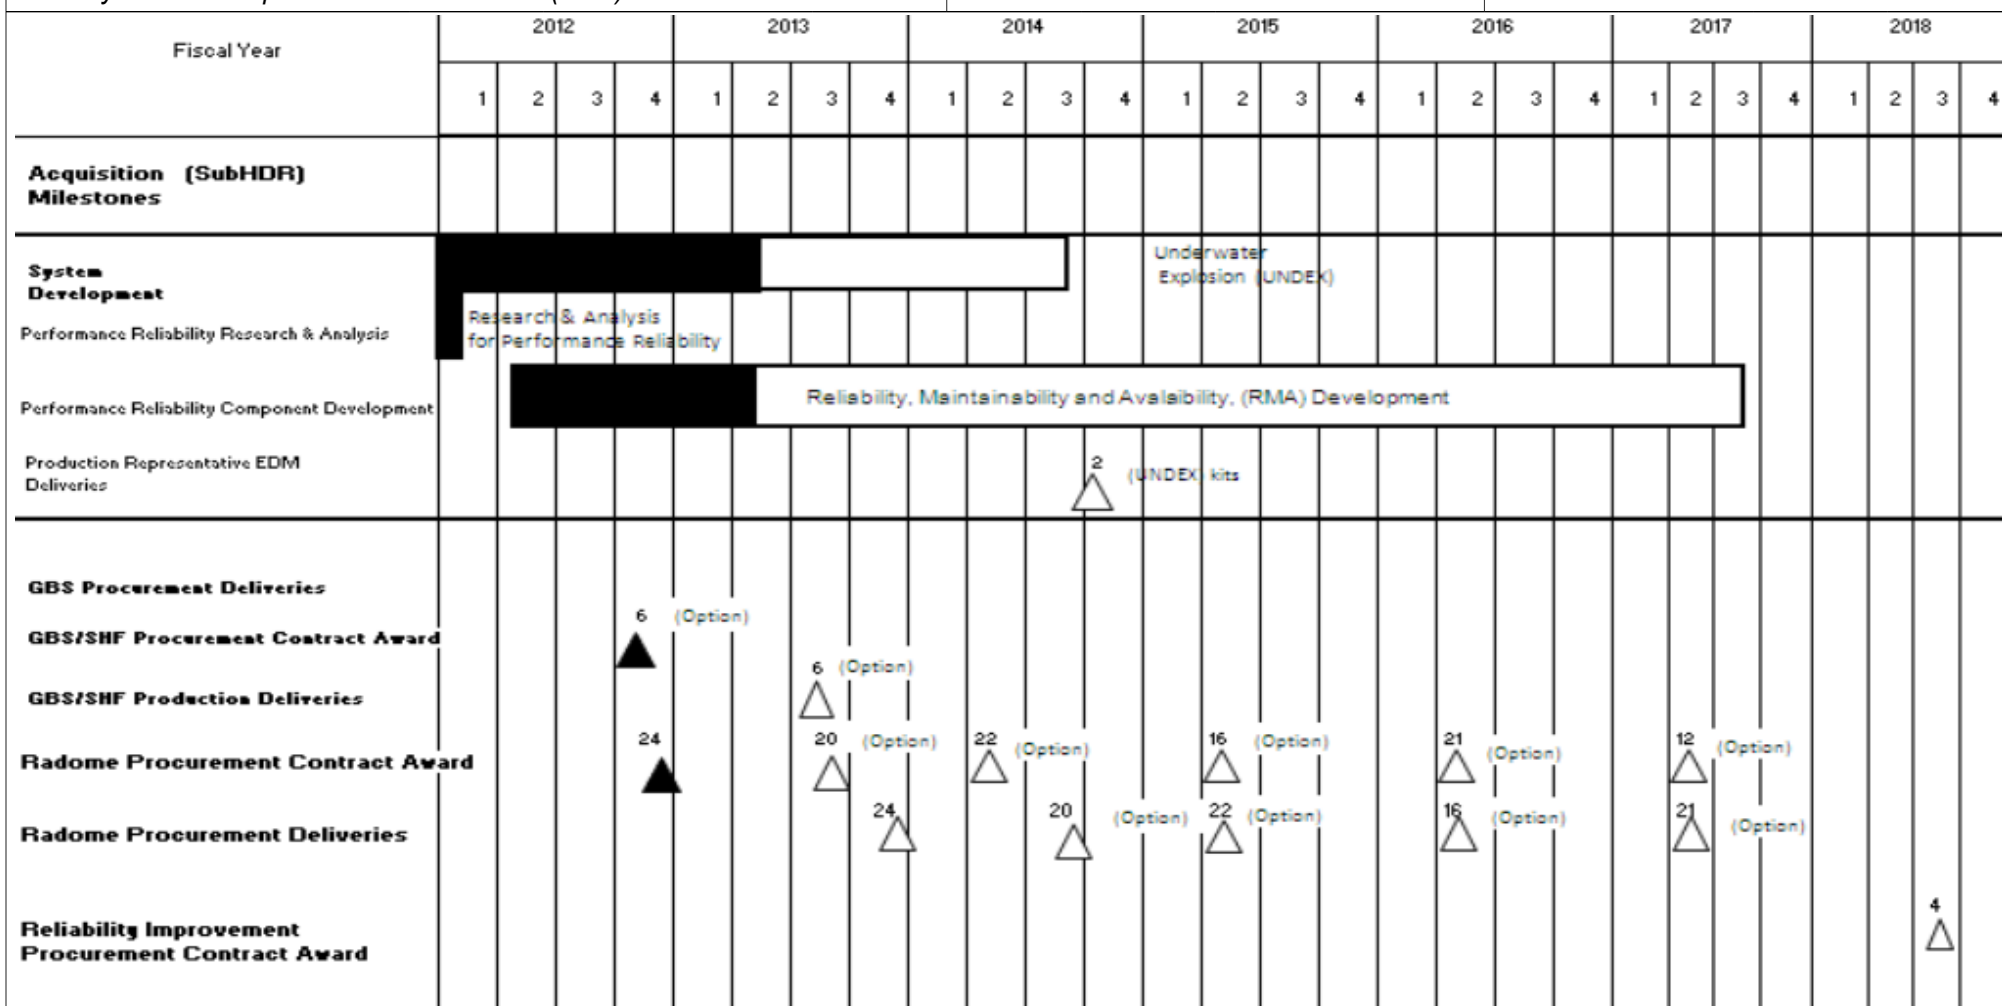 Fiscal Year
2012 2013 2014 2015 2016 2017 2018
1 2 3 4 1 2 3 4 1 2 3 4 1 2 3 4 1 2 3 4 1 2 3 4 1 2 3 4
Acquisition (SubHDR)
Milestones
System
Development
Underwater
Explosion (UNDEX)
Performance Reliability Research & Analysis
Research & Analysis
for Performance Reliability
Performance Reliability Component Development
Reliability, Maintainability and Avalaibility, (RMA) Development
Production Representative EDM
Deliveries
2 (UNDEX) kits
GBS Procurement Deliveries
6 (Option)
GBS/SHF Procurement Contract Award
6 (Option)
GBS/SHF Production Deliveries
24 20 (Option) 22 (Option) 16 (Option) 21 (Option) 12 (Option)
Radome Procurement Contract Award
24 20 (Option) 22 (Option) 16 (Option) 21 (Option)
Radome Procurement Deliveries
4
Reliability Improvement
Procurement Contract Award